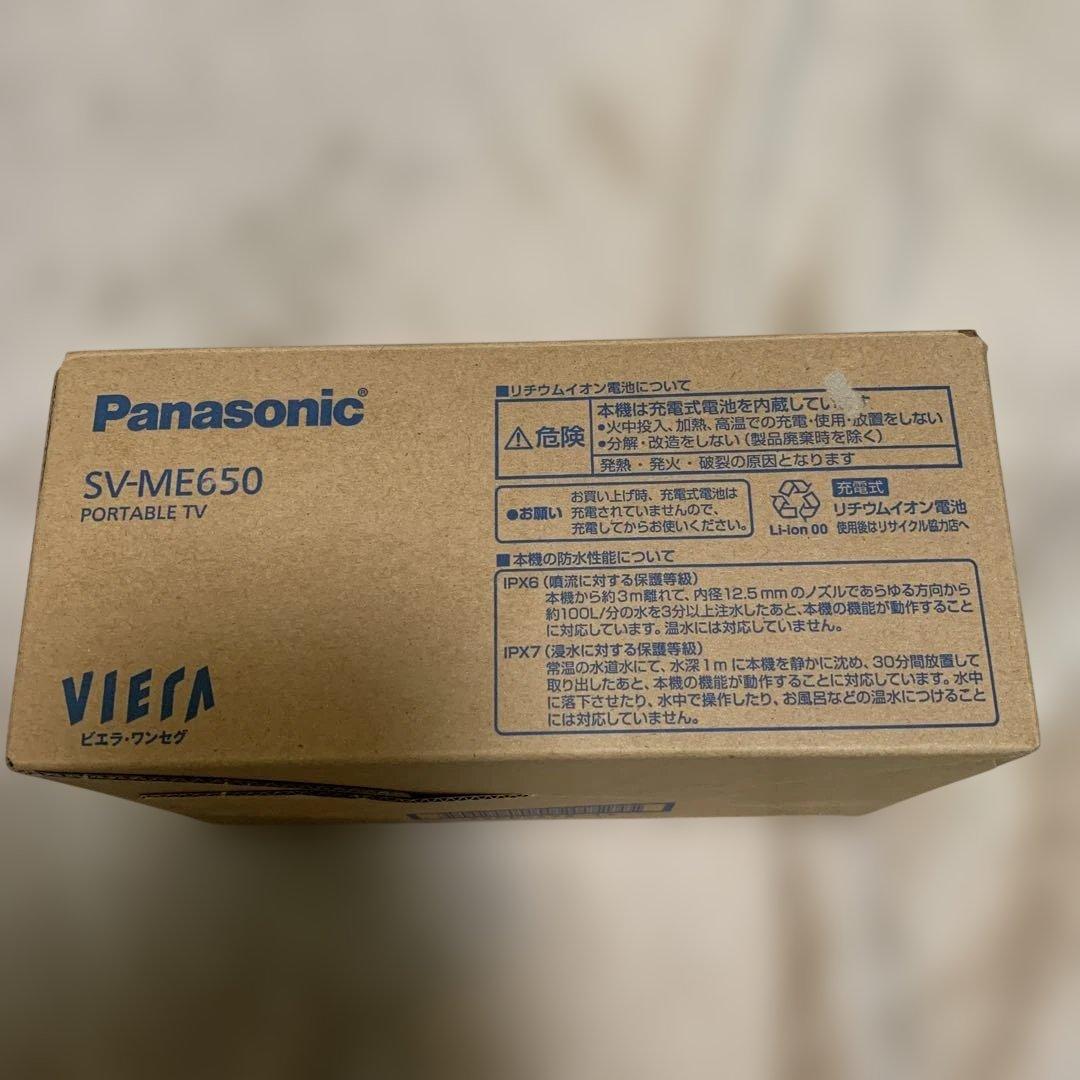 Panasonic®
SV-ME650
PORTABLE TV
VIERA
ビエラ・ワンセグ
■リチウムイオン電池について
⚠危険
本機は充電式電池を内蔵してい
●火中投入、加熱、高温での充電・使用・放置をしない
●分解・改造をしない(製品廃棄時を除く)
発熱・発火・破裂の原因となります
●お願い
お買い上げ時、充電式電池は
充電されていませんので、
充電してからお使いください。
Li-ion 00
充電式
リチウムイオン電池
使用後はリサイクル協力店へ
■本機の防水性能について
IPX6(噴流に対する保護等級)
本機から約3m離れて、内径12.5mmのノズルであらゆる方向から
約100L/分の水を3分以上注水したあと、本機の機能が動作すること
に対応しています。温水には対応していません。
IPX7(浸水に対する保護等級)
常温の水道水にて、水深1mに本機を静かに沈め、30分間放置して
取り出したあと、本機の機能が動作することに対応しています。水中
に落下させたり、水中で操作したり、お風呂などの温水につけること
には対応していません。